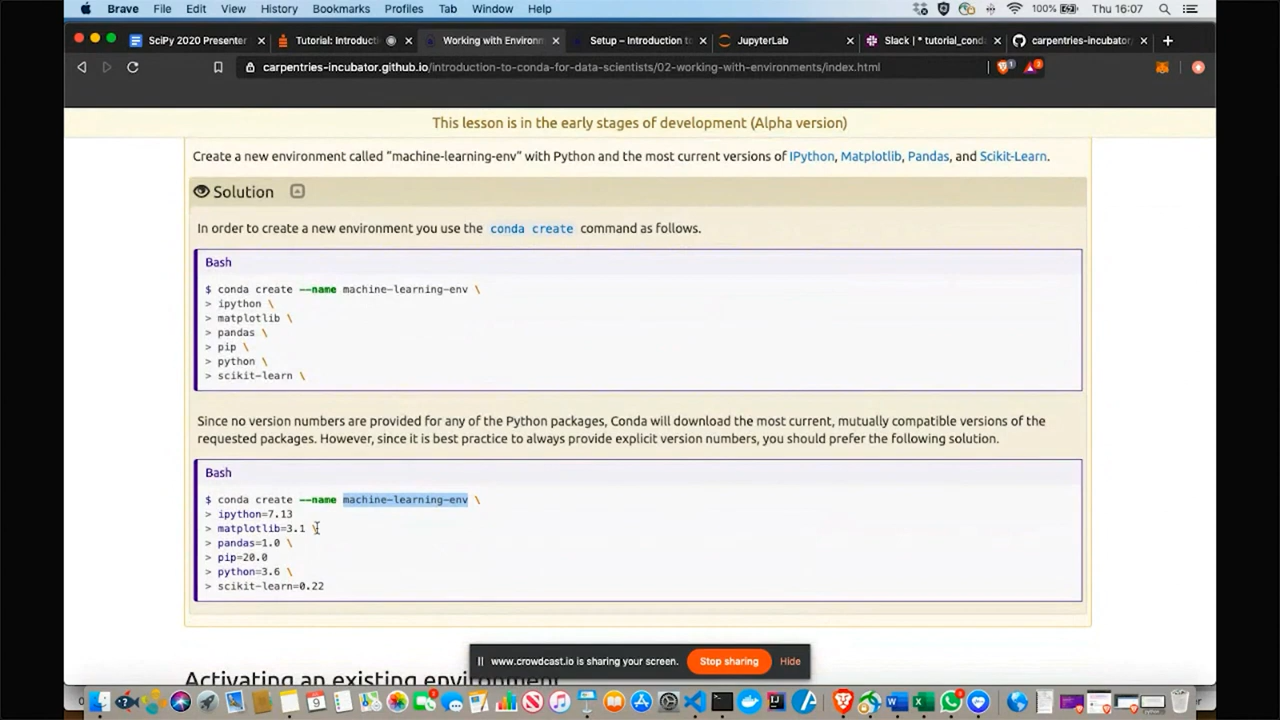 Brave File Edit View History Bookmarks Profiles Tab Window Help 100% Thu 16:07
SciPy 2020 Presenter Tutorial: Introducti Working with Environm Setup – Introduction to JupyterLab Slack | * tutorial_cond carpentries-incubator
carpentries-incubator.github.io/introduction-to-conda-for-data-scientists/02-working-with-environments/index.html
This lesson is in the early stages of development (Alpha version)
Create a new environment called "machine-learning-env" with Python and the most current versions of IPython, Matplotlib, Pandas, and Scikit-Learn.
Solution
In order to create a new environment you use the conda create command as follows.
Bash
$ conda create --name machine-learning-env \
> ipython \
> matplotlib \
> pandas \
> pip \
> python \
> scikit-learn \
Since no version numbers are provided for any of the Python packages, Conda will download the most current, mutually compatible versions of the
requested packages. However, since it is best practice to always provide explicit version numbers, you should prefer the following solution.
Bash
$ conda create --name machine-learning-env \
> ipython=7.13
> matplotlib=3.1 \
> pandas=1.0 \
> pip=20.0
> python=3.6 \
> scikit-learn=0.22
Activating an existing environment
www.crowdcast.io is sharing your screen. Stop sharing Hide